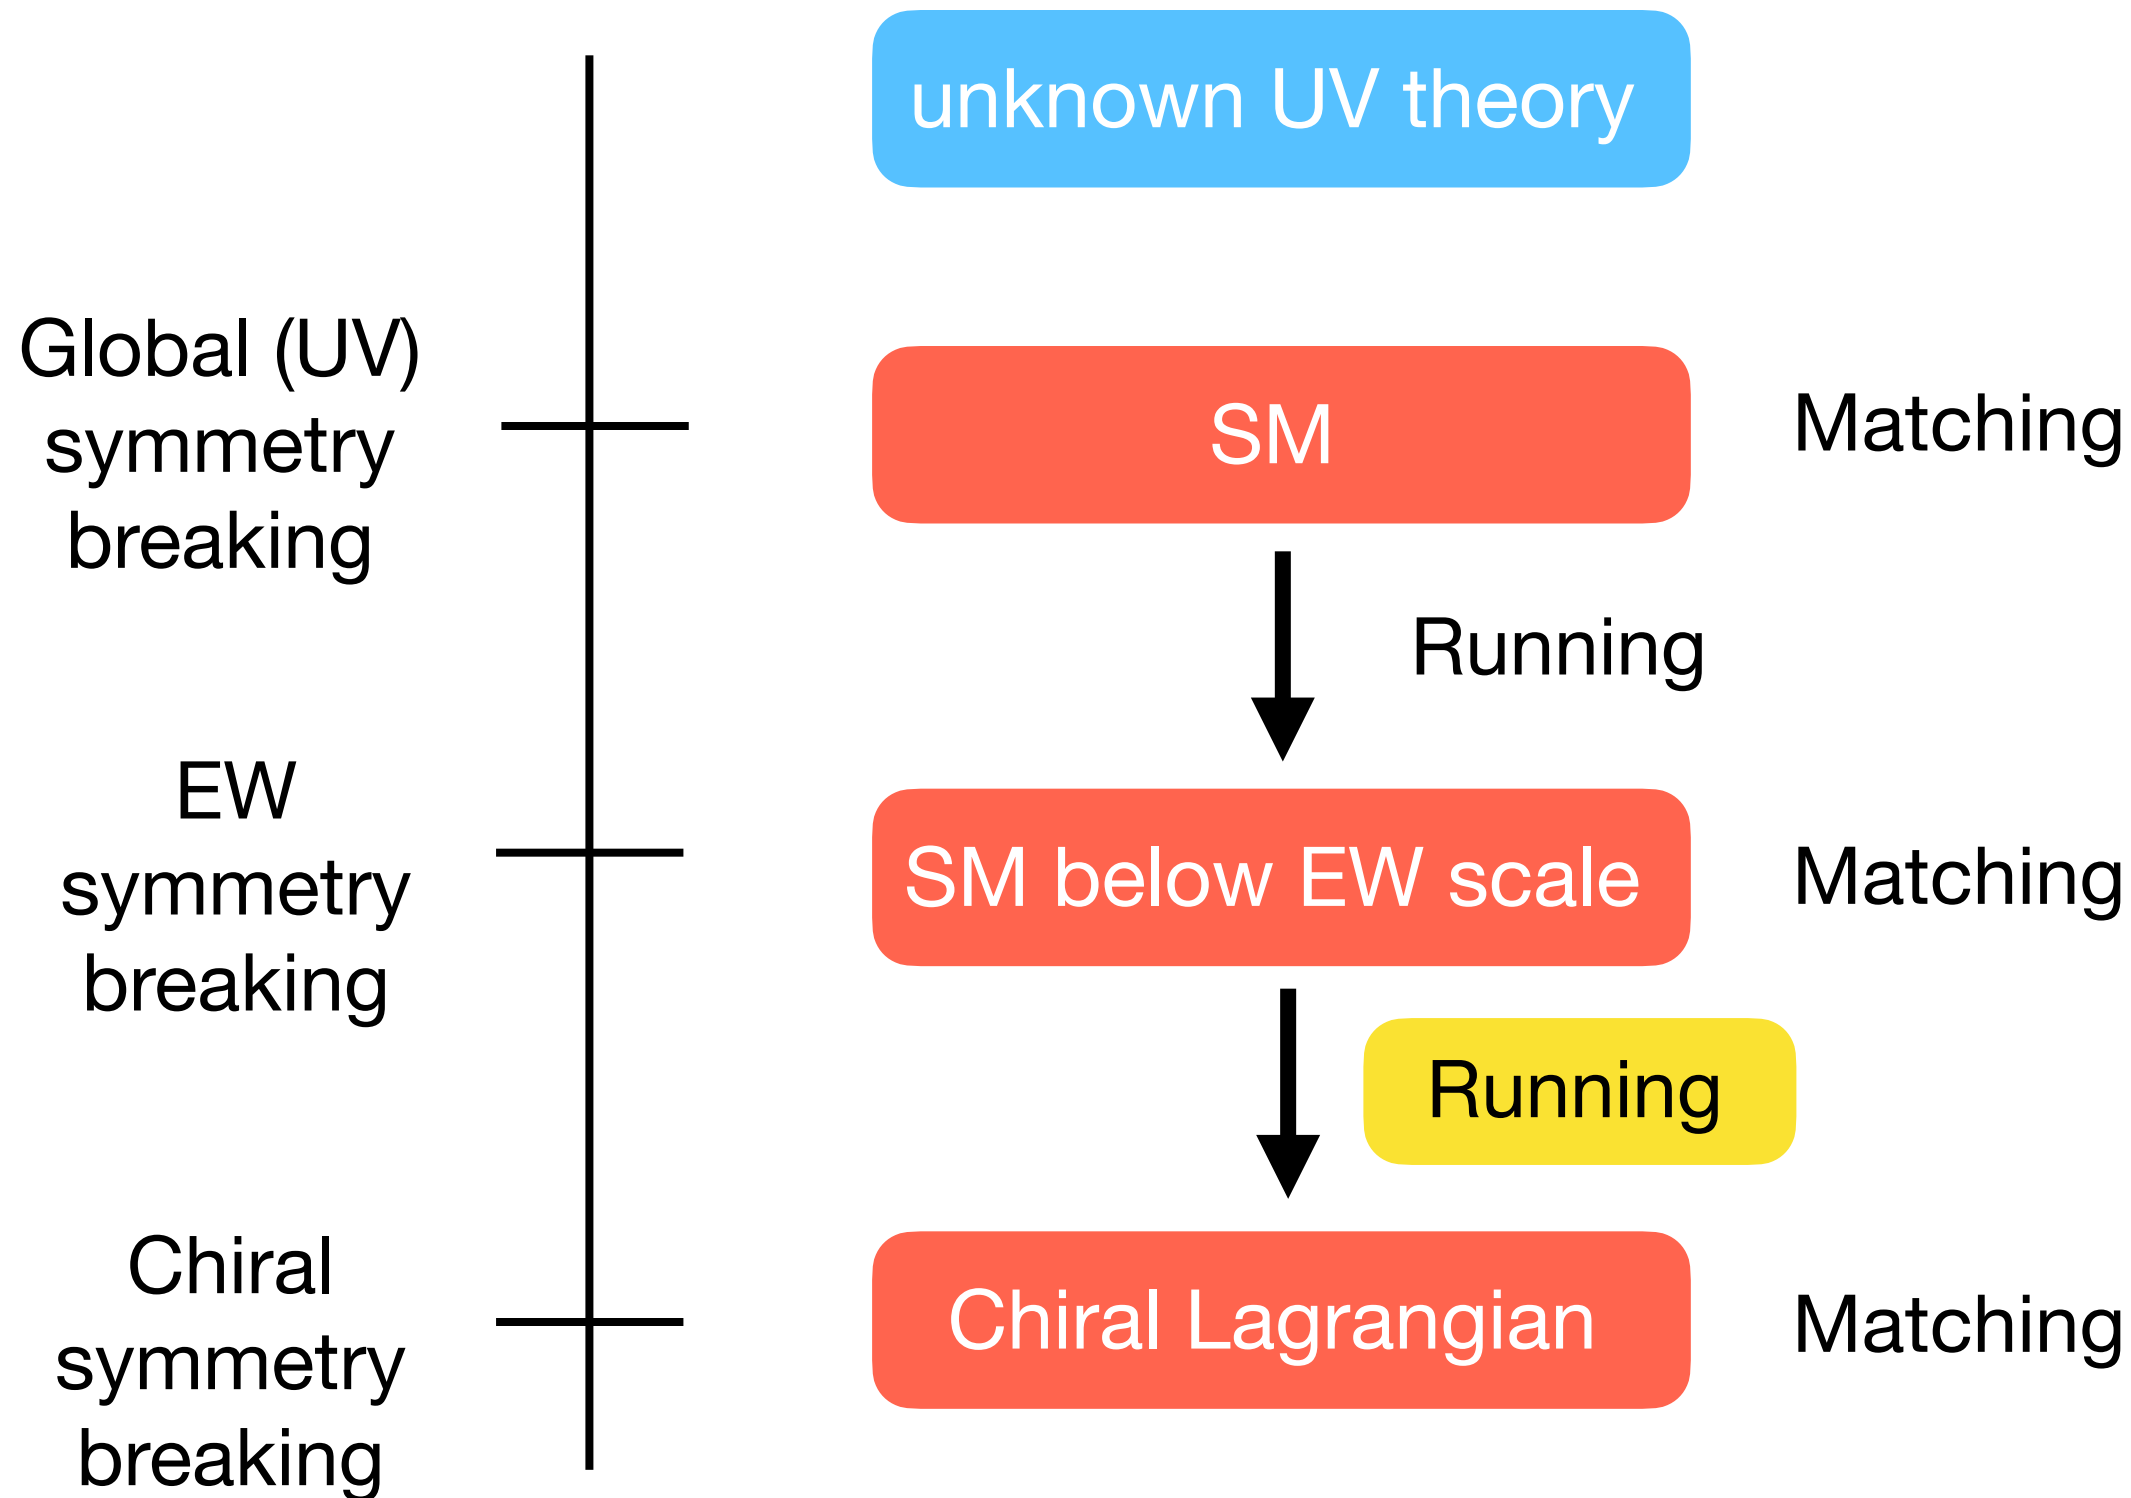 unknown UV theory
Global (UV)
symmetry
breaking
SM
Matching
Running
EW
symmetry
breaking
SM below EW scale
Matching
Running
Chiral
symmetry
breaking
Chiral Lagrangian
Matching